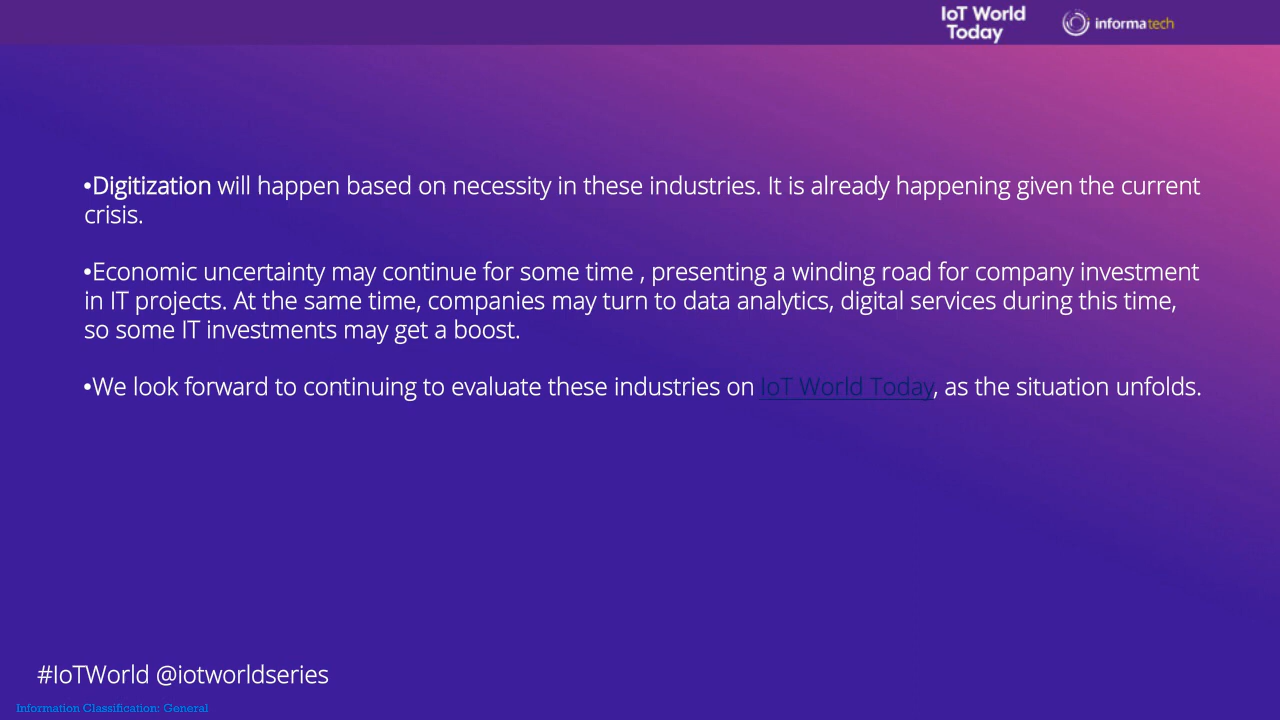 IoT World
Today
informa tech
•Digitization will happen based on necessity in these industries. It is already happening given the current
crisis.
•Economic uncertainty may continue for some time , presenting a winding road for company investment
in IT projects. At the same time, companies may turn to data analytics, digital services during this time,
so some IT investments may get a boost.
•We look forward to continuing to evaluate these industries on IoT World Today, as the situation unfolds.
#IoTWorld @iotworldseries
Information Classification: General